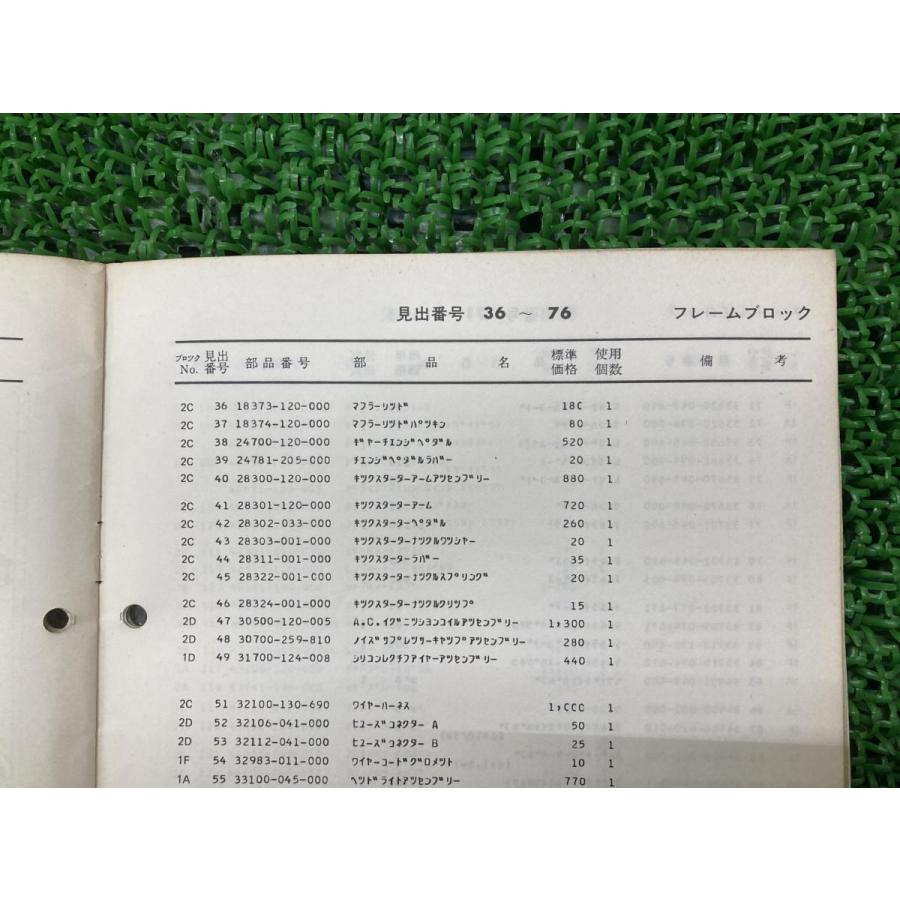 見出番号 36 ～ 76 フレームブロック
ブロックNo. 見出番号 部品番号 部品名 標準価格 使用個数 備考
2C 36 18373-120-000 マフラーリツドﾞ 18C 1
2C 37 18374-120-000 マフラーリツドﾞパツキン 80 1
2C 38 24700-120-000 ギヤーチエンジペダル 520 1
2C 39 24781-205-000 チエンジペダルラバー 20 1
2C 40 28300-120-000 キツクスターターアームアツセンブリー 880 1
2C 41 28301-120-000 キツクスターターアーム 720 1
2C 42 28302-033-000 キツクスターターペダル 260 1
2C 43 28303-001-000 キツクスターターナツクルワツシヤー 20 1
2C 44 28311-001-000 キツクスターターラバー 35 1
2C 45 28322-001-C00 キツクスターターナツクルスプリング 20 1
2C 46 28324-001-000 キツクスターターナツクルクリツプ 15 1
2D 47 30500-120-005 A.C.イグニツシヨンコイルアツセンブリー 1,300 1
2D 48 30700-259-810 ノイズサプレツサーキヤツプアツセンブリー 280 1
1D 49 31700-124-008 シリコンレクチフアイヤーアツセンブリー 440 1
2C 51 32100-130-690 ワイヤーハーネス 1,CCC 1
2D 52 32106-041-000 ヒユーズコネクター A 50 1
2D 53 32112-041-000 ヒユーズコネクター B 25 1
1F 54 32983-011-000 ワイヤーコードグロメツト 10 1
1A 55 33100-045-000 ヘツドライトアツセンブリー 770 1